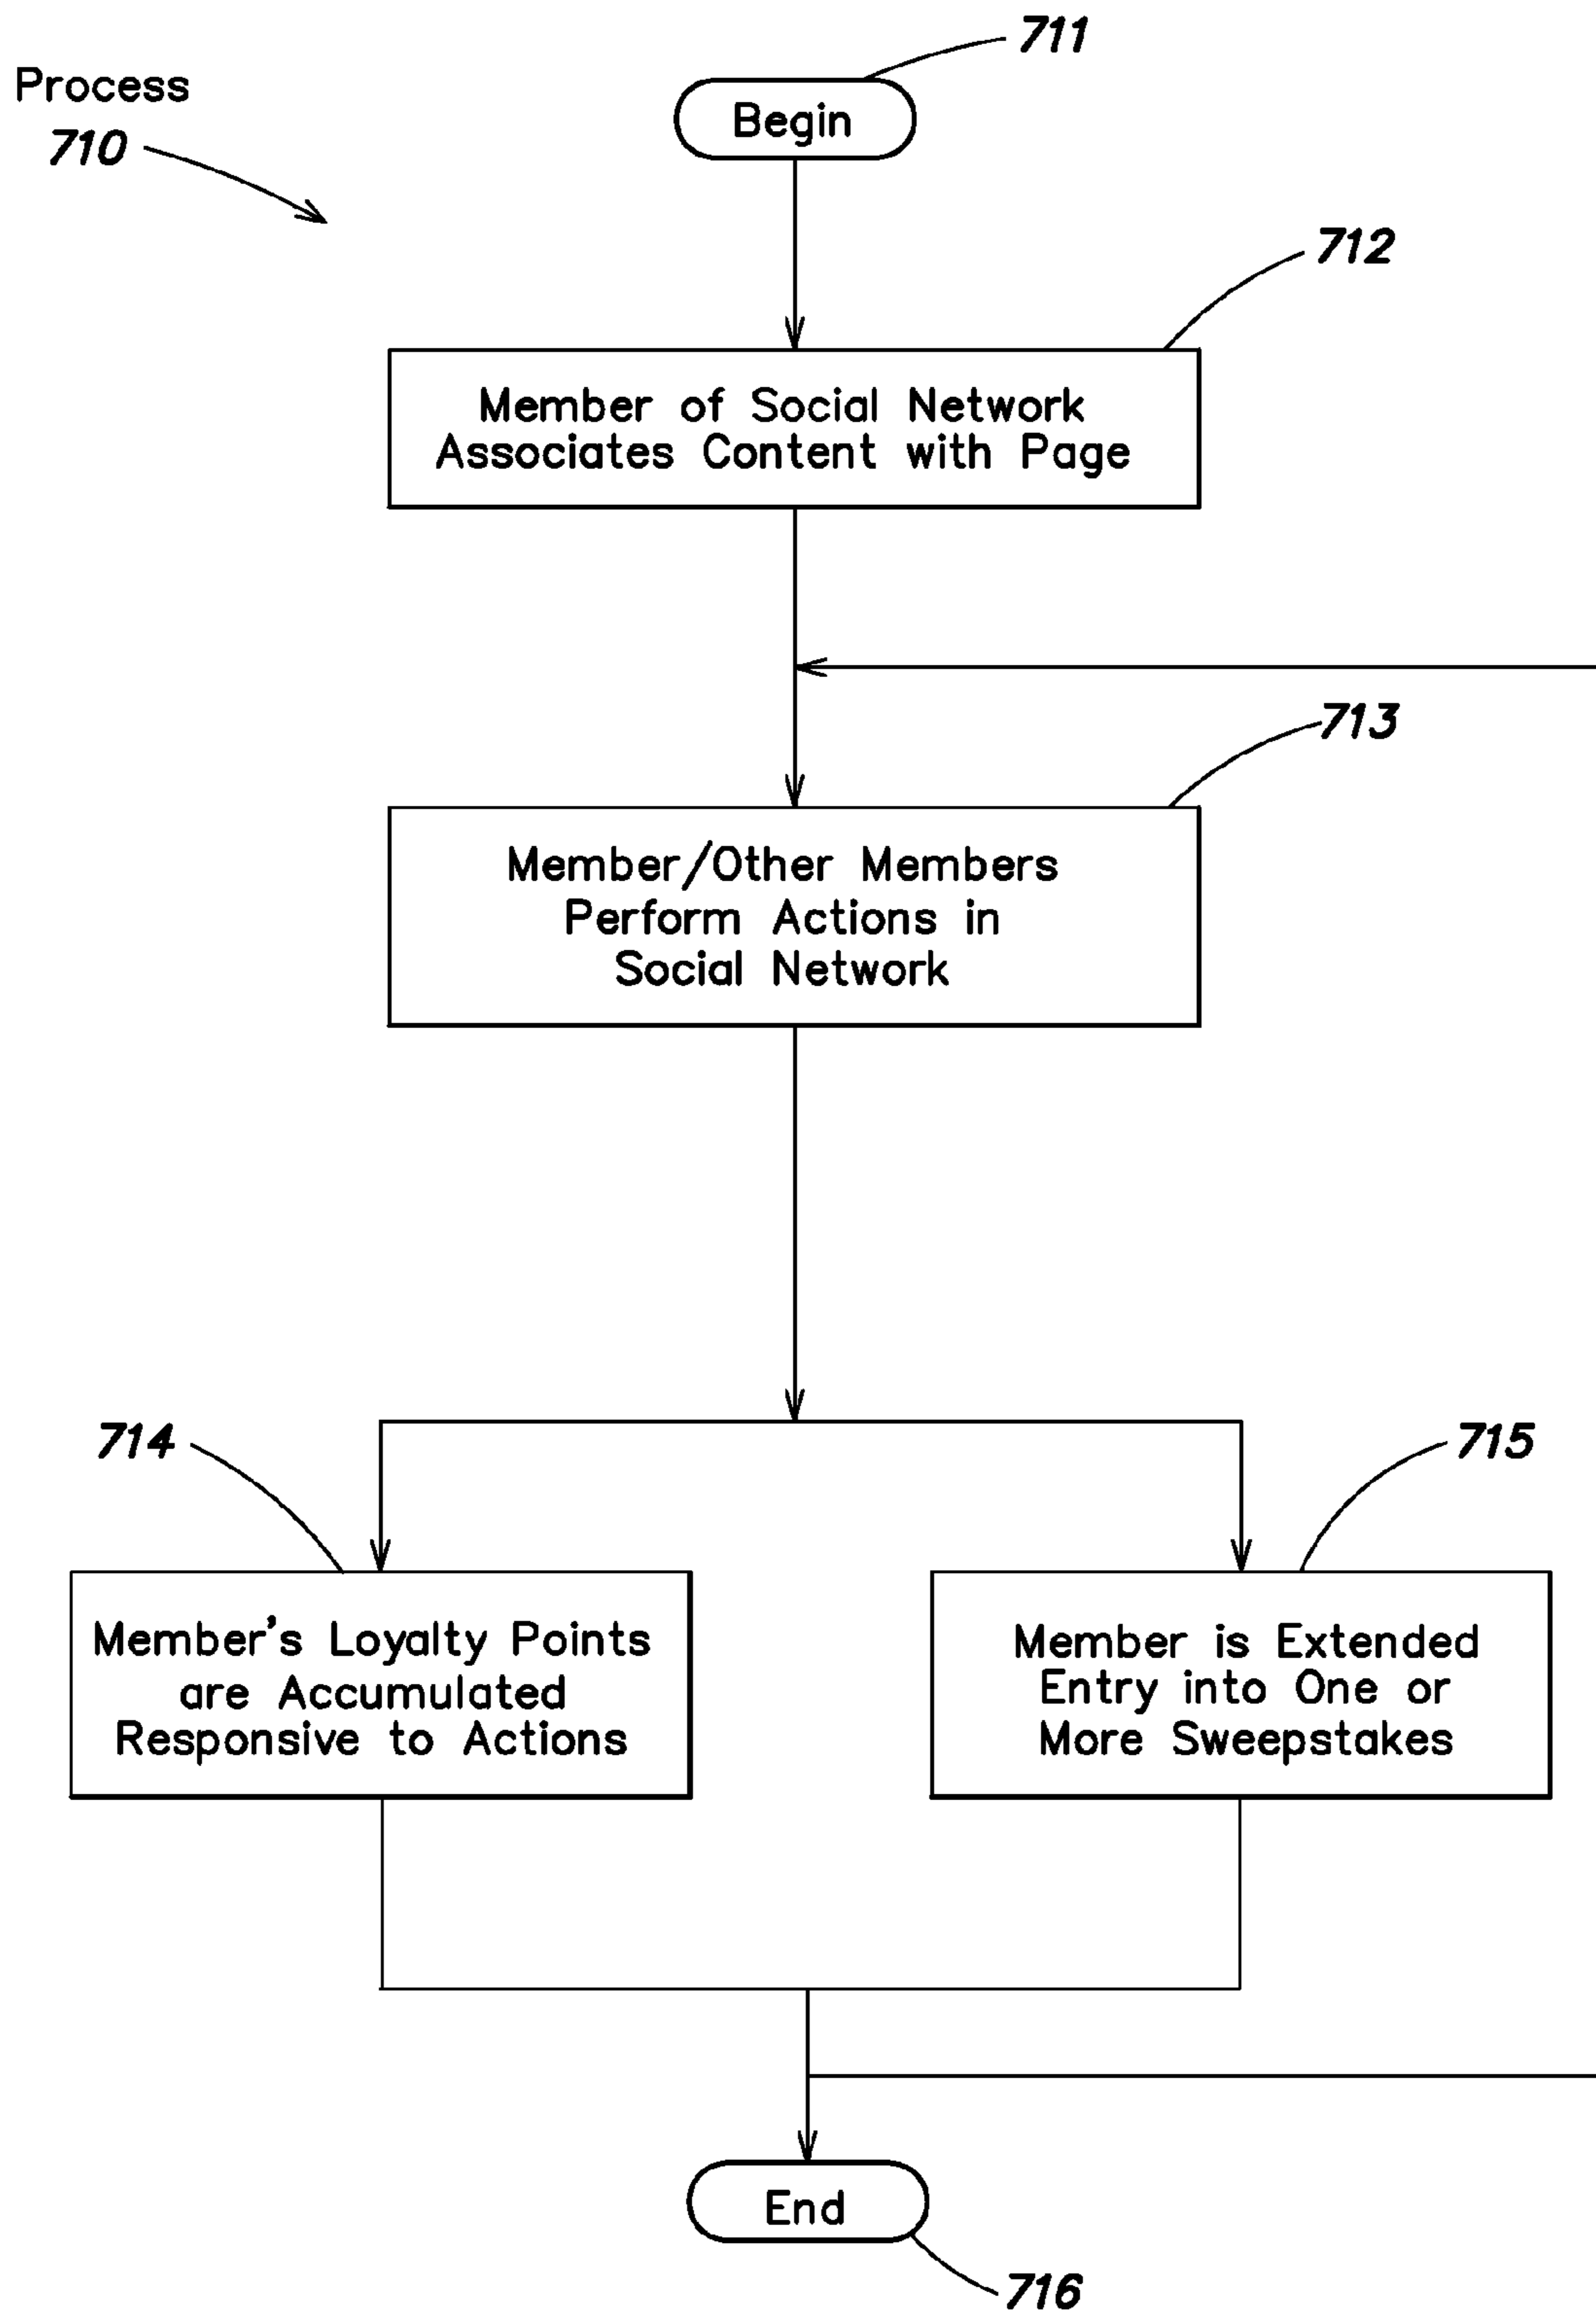 711
Process
710
Begin
712
Member of Social Network
Associates Content with Page
713
Member/Other Members
Perform Actions in
Social Network
714
715
Member's Loyalty Points
are Accumulated
Responsive to Actions
Member is Extended
Entry into One or
More Sweepstakes
End
716